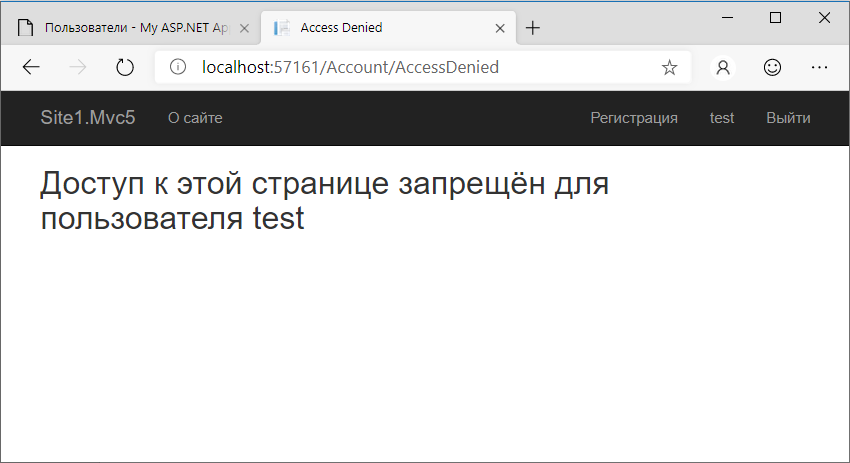 Пользователи - My ASP.NET Ap
Access Denied
localhost:57161/Account/AccessDenied
Site1.Mvc5 О сайте Регистрация test Выйти
Доступ к этой странице запрещён для
пользователя test